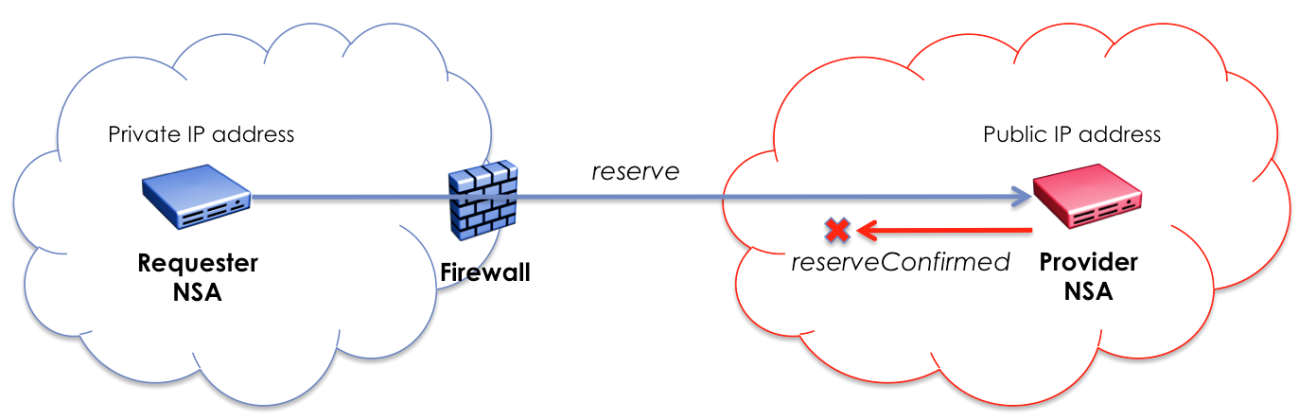 Private IP address
Public IP address
reserve
Requester
NSA
Firewall
reserveConfirmed
Provider
NSA